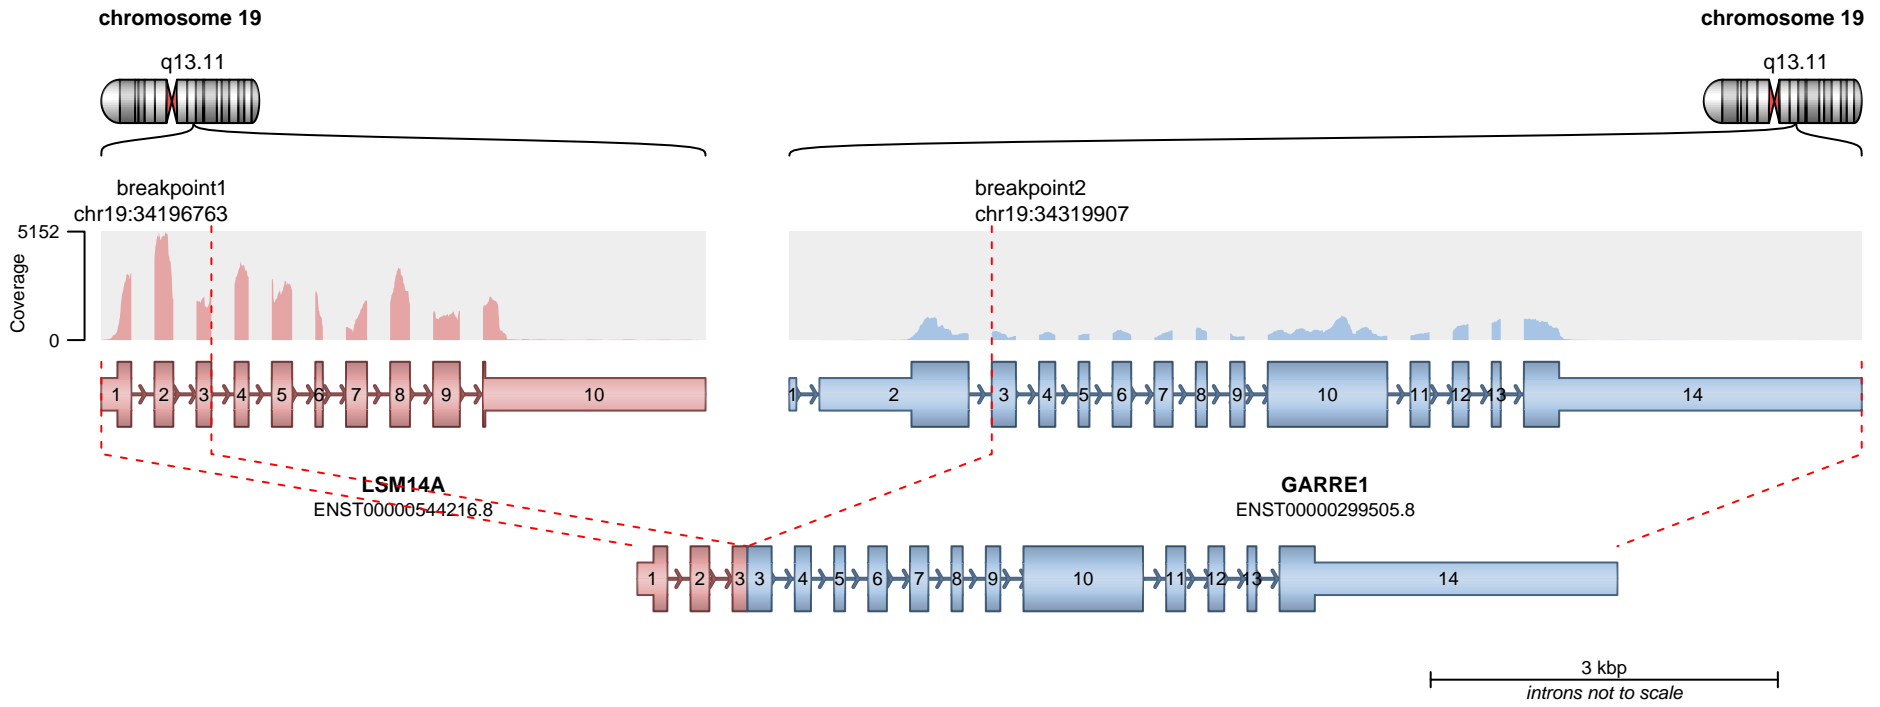 chromosome 19
chromosome 19
q13.11
q13.11
breakpoint1
chr19:34196763
breakpoint2
chr19:34319907
5152
0
Coverage
1 2 3 4 5 6 7 8 9 10
1 2 3 4 5 6 7 8 9 10 11 12 13 14
LSM14A
ENST00000544216.8
GARRE1
ENST00000299505.8
1 2 3 3 4 5 6 7 8 9 10 11 12 13 14
3 kbp
introns not to scale